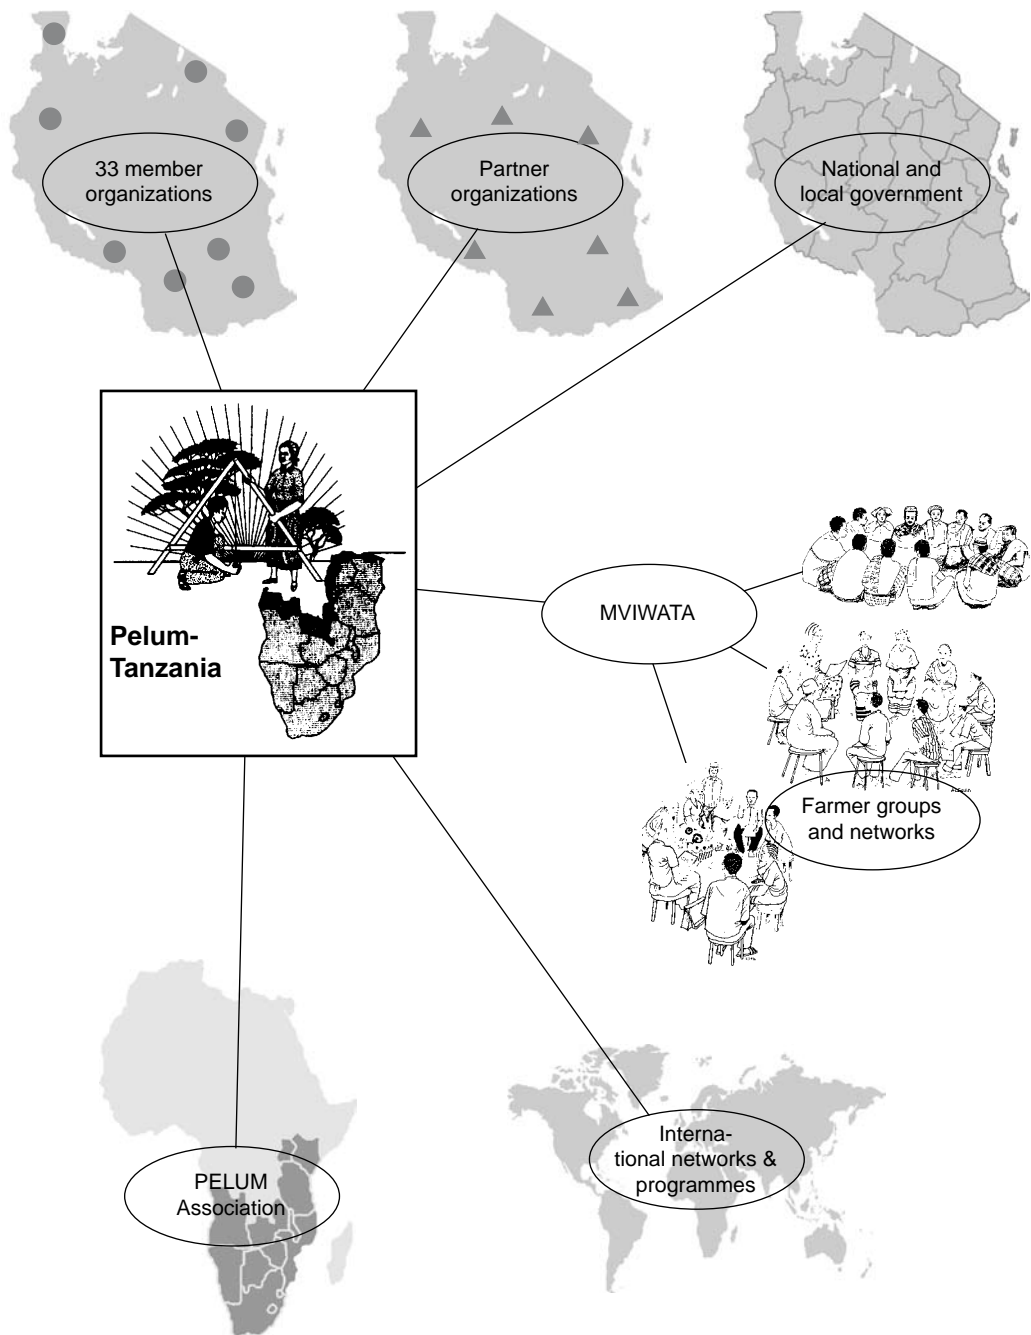 33 member
organizations
Partner
organizations
National and
local government
Pelum-
Tanzania
MVIWATA
Farmer groups
and networks
PELUM
Association
Interna-
tional networks &
programmes